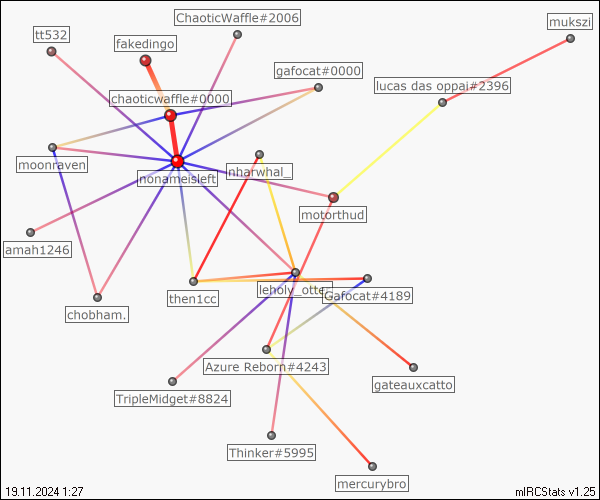 ChaoticWaffle#2006
mukszi
tt532
fakedingo
gafocat#0000
lucas das oppai#2396
chaoticwaffle#0000
moonraven
nonameisleft
nharwhal_
motorthud
amah1246
then1cc
leholy_otte
Gafocat#4189
chobham.
Azure Reborn#4243
gateauxcatto
TripleMidget#8824
Thinker#5995
mercurybro
19.11.2024 1:27
mIRCStats v1.25